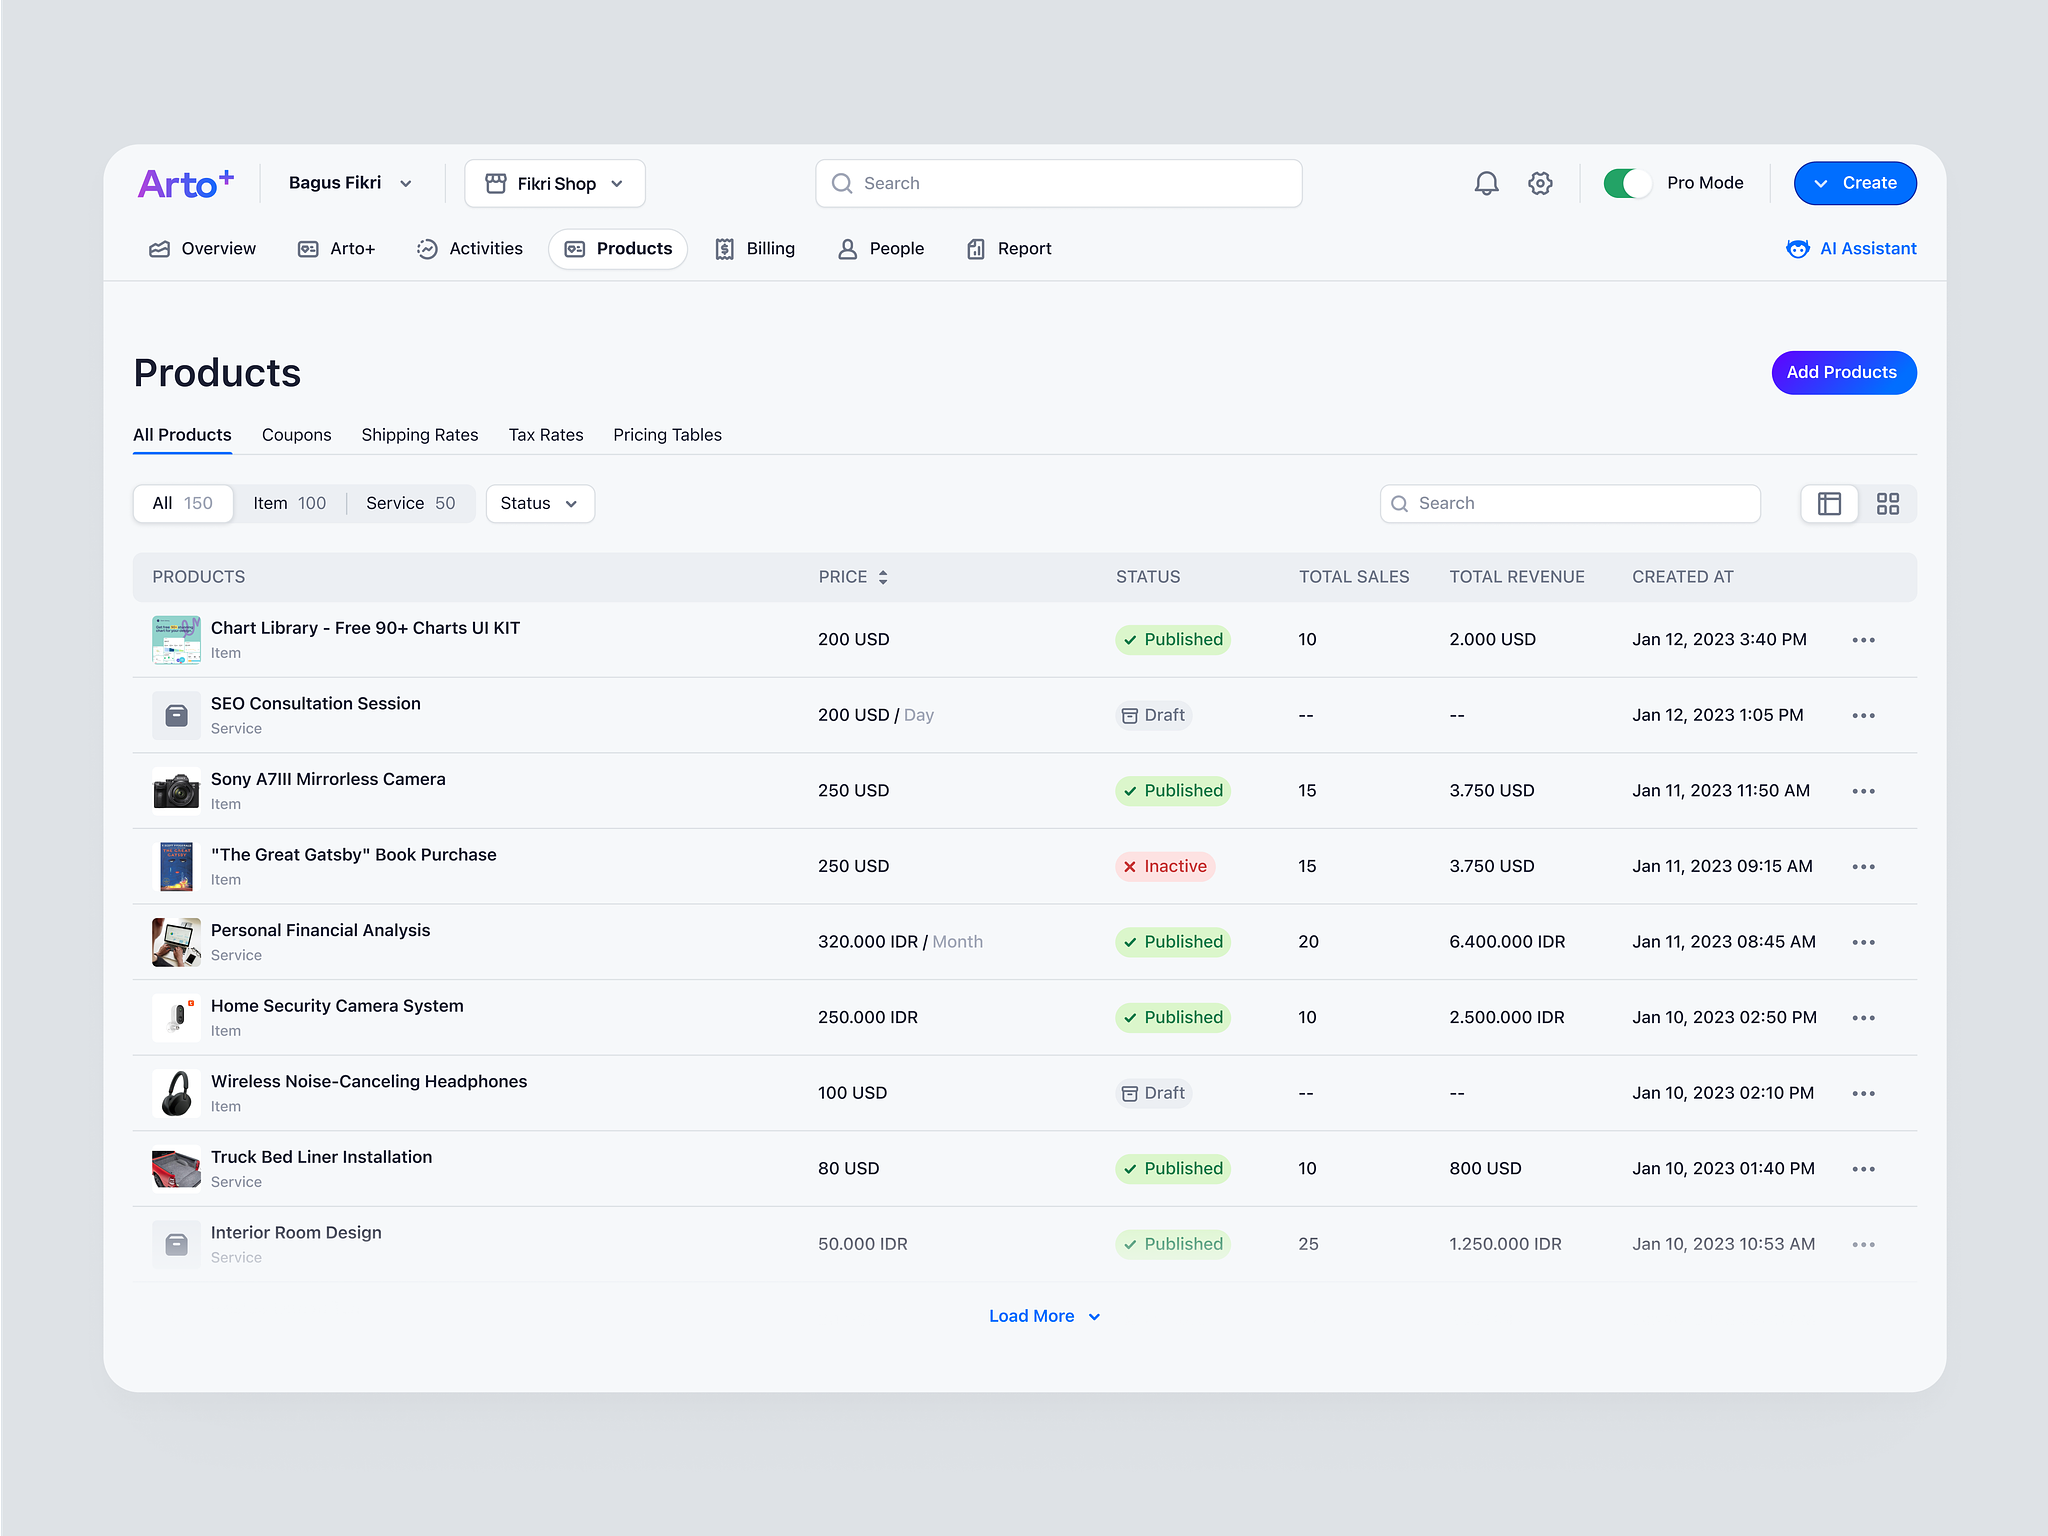 Arto+
Bagus Fikri
Fikri Shop
Search
Pro Mode
Create
Overview
Arto+
Activities
Products
Billing
People
Report
AI Assistant
Products
Add Products
All Products
Coupons
Shipping Rates
Tax Rates
Pricing Tables
All 150
Item 100
Service 50
Status
Search
PRODUCTS PRICE STATUS TOTAL SALES TOTAL REVENUE CREATED AT
Chart Library - Free 90+ Charts UI KIT
Item
200 USD Published 10 2.000 USD Jan 12, 2023 3:40 PM
SEO Consultation Session
Service
200 USD / Day Draft -- -- Jan 12, 2023 1:05 PM
Sony A7III Mirrorless Camera
Item
250 USD Published 15 3.750 USD Jan 11, 2023 11:50 AM
"The Great Gatsby" Book Purchase
Item
250 USD Inactive 15 3.750 USD Jan 11, 2023 09:15 AM
Personal Financial Analysis
Service
320.000 IDR / Month Published 20 6.400.000 IDR Jan 11, 2023 08:45 AM
Home Security Camera System
Item
250.000 IDR Published 10 2.500.000 IDR Jan 10, 2023 02:50 PM
Wireless Noise-Canceling Headphones
Item
100 USD Draft -- -- Jan 10, 2023 02:10 PM
Truck Bed Liner Installation
Service
80 USD Published 10 800 USD Jan 10, 2023 01:40 PM
Interior Room Design
Service
50.000 IDR Published 25 1.250.000 IDR Jan 10, 2023 10:53 AM
Load More